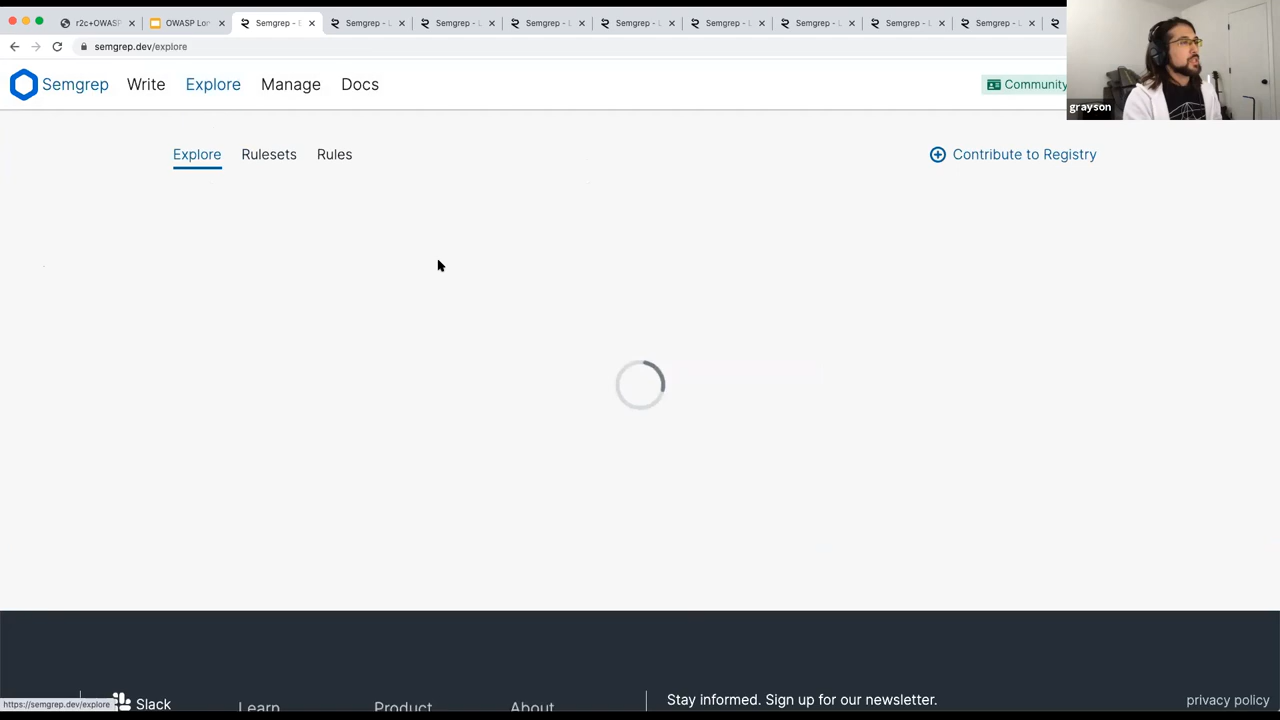 r2c+OWASP
OWASP Lon
Semgrep - E
Semgrep - L
Semgrep - L
Semgrep - L
Semgrep - L
Semgrep - L
Semgrep - L
Semgrep - L
Semgrep - L
semgrep.dev/explore
Semgrep Write Explore Manage Docs
Community
grayson
Explore Rulesets Rules
Contribute to Registry
Stay informed. Sign up for our newsletter.
privacy policy
Slack
Learn Product About
https://semgrep.dev/explore